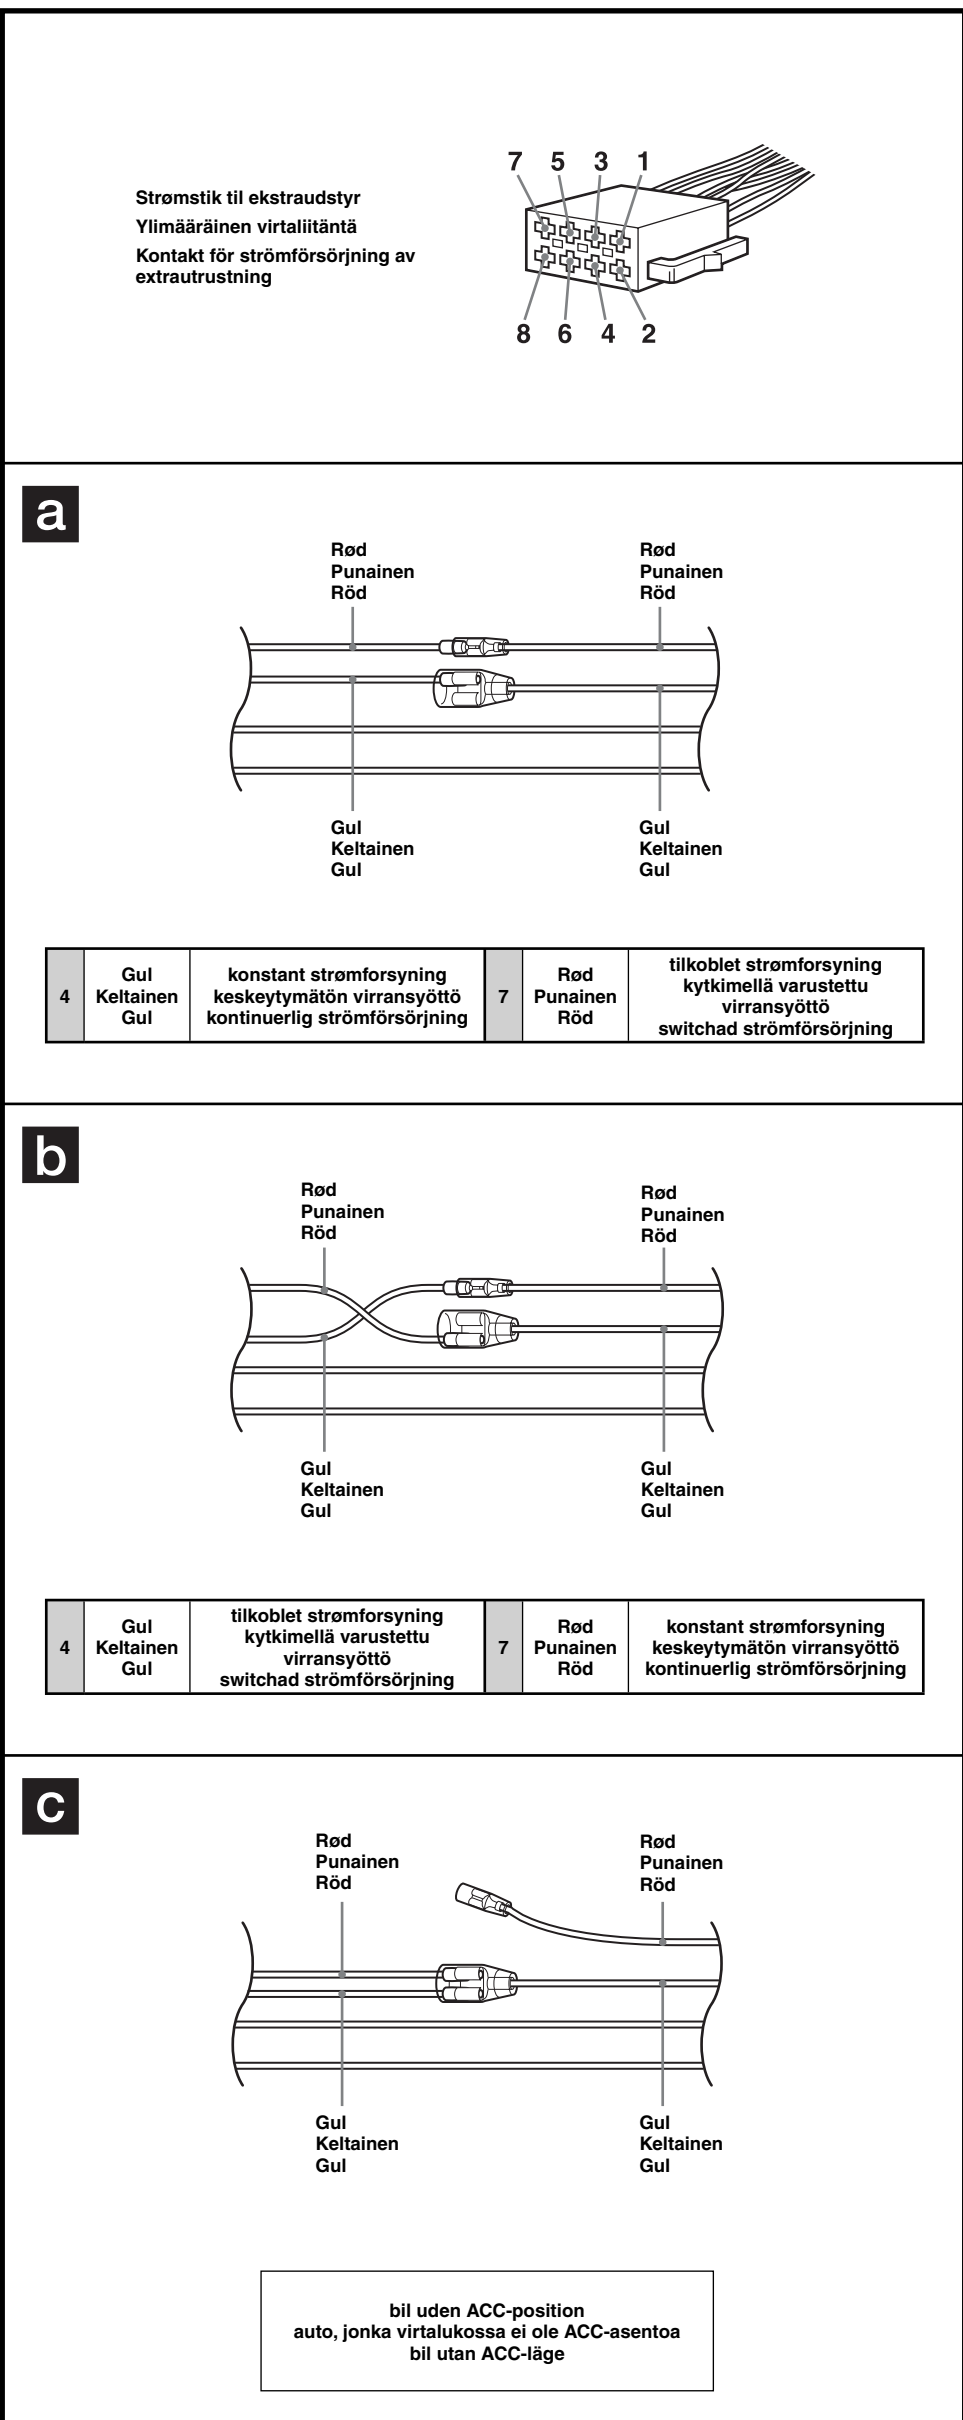 7 5 3 1
Strømstik til ekstraudstyr
Ylimääräinen virtaliitäntä
Kontakt för strömförsörjning av
extrautrustning
8 6 4 2
a
Rød
Punainen
Röd
Rød
Punainen
Röd
Gul
Keltainen
Gul
Gul
Keltainen
Gul
4
Gul
Keltainen
Gul
konstant strømforsyning
keskeytymätön virransyöttö
kontinuerlig strömförsörjning
7
Rød
Punainen
Röd
tilkoblet strømforsyning
kytkimellä varustettu
virransyöttö
switchad strömförsörjning
b
Rød
Punainen
Röd
Rød
Punainen
Röd
Gul
Keltainen
Gul
Gul
Keltainen
Gul
4
Gul
Keltainen
Gul
tilkoblet strømforsyning
kytkimellä varustettu
virransyöttö
switchad strömförsörjning
7
Rød
Punainen
Röd
konstant strømforsyning
keskeytymätön virransyöttö
kontinuerlig strömförsörjning
c
Rød
Punainen
Röd
Rød
Punainen
Röd
Gul
Keltainen
Gul
Gul
Keltainen
Gul
bil uden ACC-position
auto, jonka virtalukossa ei ole ACC-asentoa
bil utan ACC-läge